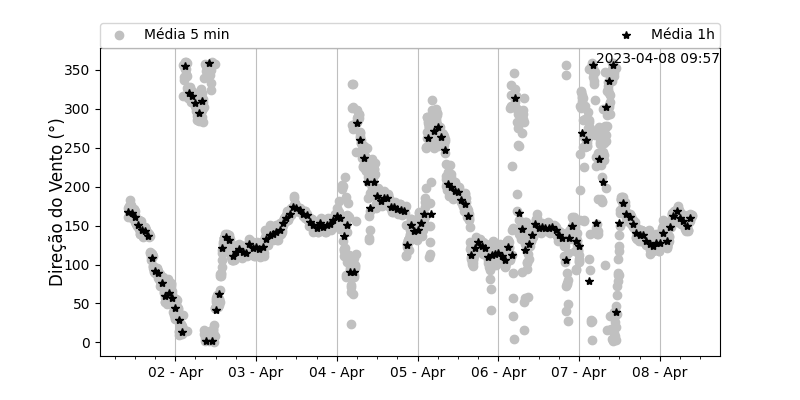 Média 5 min
Média 1h
2023-04-08 09:57
Direção do Vento (°)
350
300
250
200
150
100
50
0
02 - Apr
03 - Apr
04 - Apr
05 - Apr
06 - Apr
07 - Apr
08 - Apr